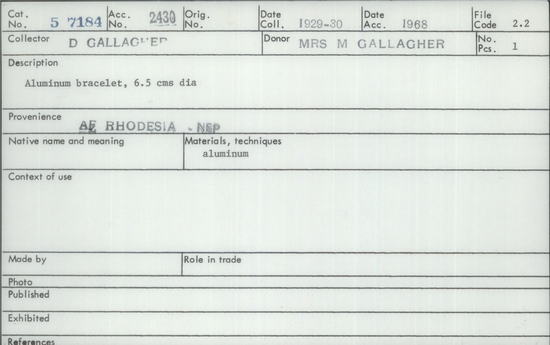 Cat. No. 5 7184 Acc. No. 2430 Orig. No. Date Coll. 1929-30 Date Acc. 1968 File Code 2.2
Collector D GALLAGHER Donor MRS M GALLAGHER No. Pcs. 1
Description
Aluminum bracelet, 6.5 cms dia
Provenience
RHODESIA - NEP
Native name and meaning Materials, techniques
aluminum
Context of use
Made by Role in trade
Photo
Published
Exhibited
References